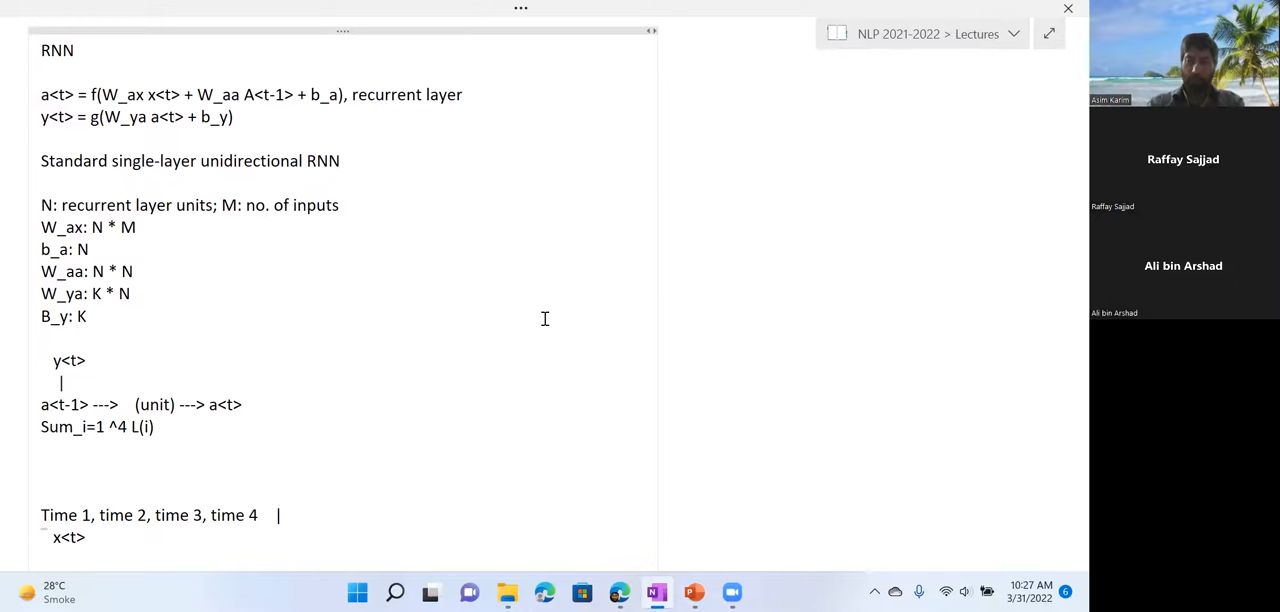 NLP 2021-2022 > Lectures
RNN
a<t> = f(W_ax x<t> + W_aa A<t-1> + b_a), recurrent layer
y<t> = g(W_ya a<t> + b_y)
Standard single-layer unidirectional RNN
N: recurrent layer units; M: no. of inputs
W_ax: N * M
b_a: N
W_aa: N * N
W_ya: K * N
B_y: K
y<t>
|
a<t-1> ---> (unit) ---> a<t>
Sum_i=1 ^4 L(i)
Time 1, time 2, time 3, time 4 |
x<t>
Asim Karim
Raffay Sajjad
Raffay Sajjad
Ali bin Arshad
Ali bin Arshad
28°C
Smoke
10:27 AM
3/31/2022
6